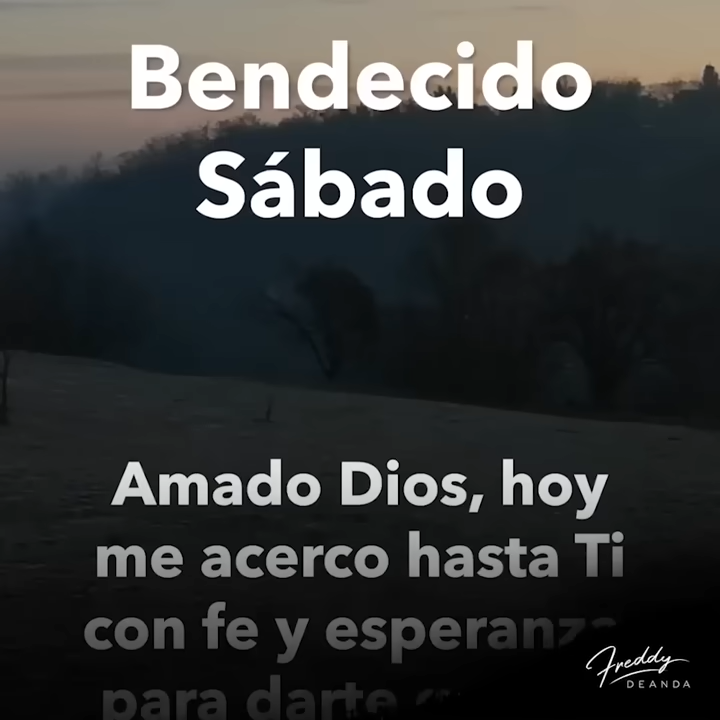 Bendecido
Sábado
Amado Dios, hoy
me acerco hasta Ti
con fe y esperanza
para darte
Freddy
DEANDA